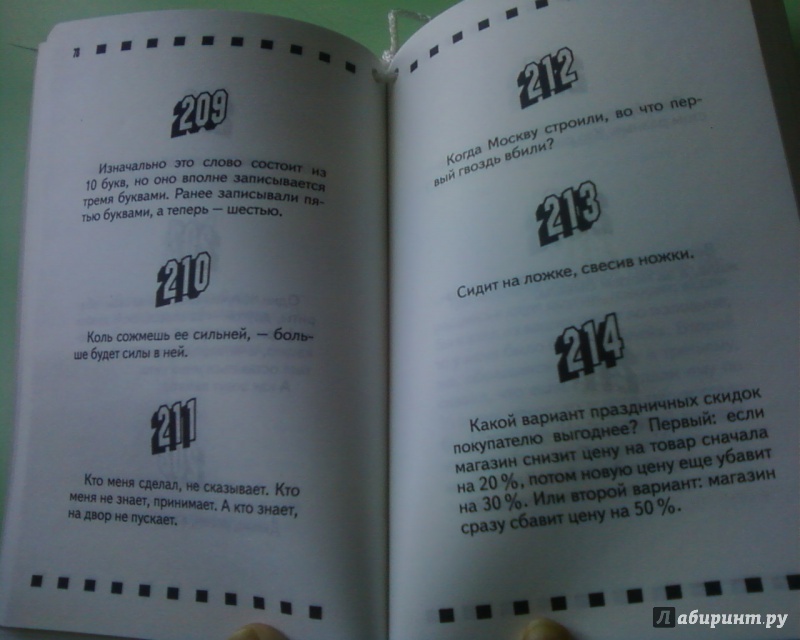 78
209
Изначально это слово состоит из
10 букв, но оно вполне записывается
тремя буквами. Ранее записывали пя-
тью буквами, а теперь — шестью.
210
Коль сожмешь ее сильней, — боль-
ше будет силы в ней.
211
Кто меня сделал, не сказывает. Кто
меня не знает, принимает. А кто знает,
на двор не пускает.
212
Когда Москву строили, во что пер-
вый гвоздь вбили?
213
Сидит на ложке, свесив ножки.
214
Какой вариант праздничных скидок
покупателю выгоднее? Первый: если
магазин снизит цену на товар сначала
на 20 %, потом новую цену еще убавит
на 30 %. Или второй вариант: магазин
сразу сбавит цену на 50 %.
Лабиринт.ру